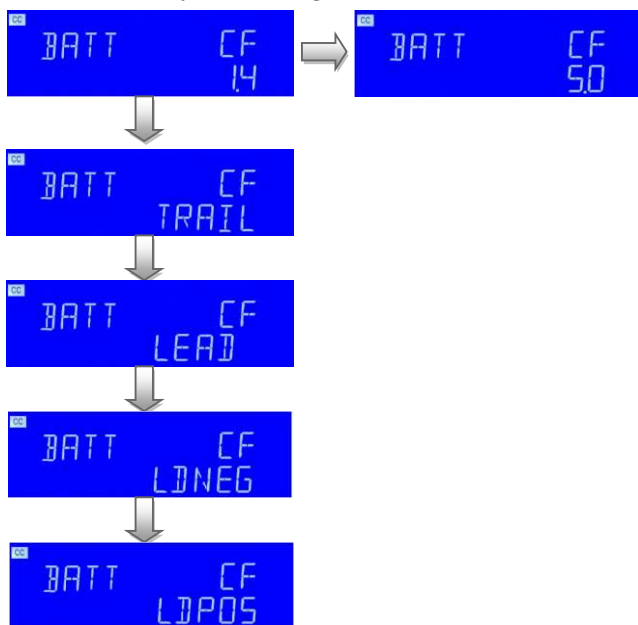 CC
BATT CF
1.4
CC
BATT CF
5.0
CC
BATT CF
TRAIL
CC
BATT CF
LEAD
CC
BATT CF
LDNEG
CC
BATT CF
LDPOS